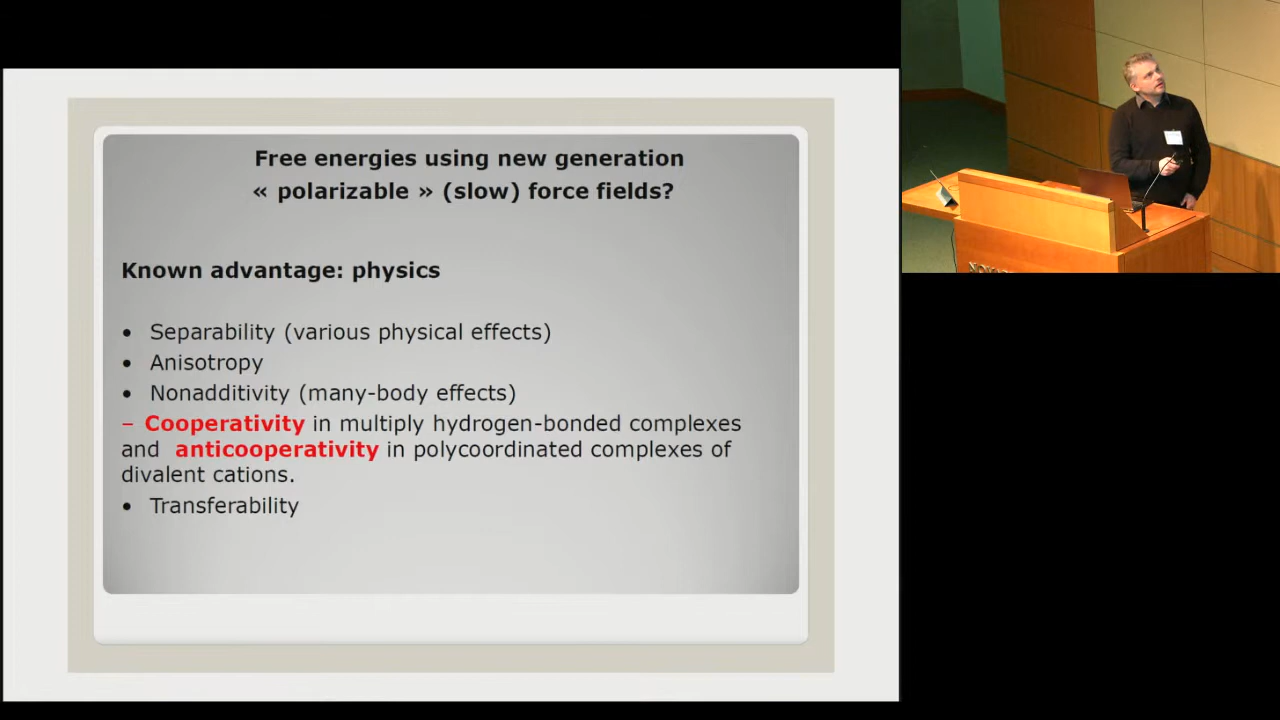 Free energies using new generation
« polarizable » (slow) force fields?
Known advantage: physics
• Separability (various physical effects)
• Anisotropy
• Nonadditivity (many-body effects)
– Cooperativity in multiply hydrogen-bonded complexes
and anticooperativity in polycoordinated complexes of
divalent cations.
• Transferability